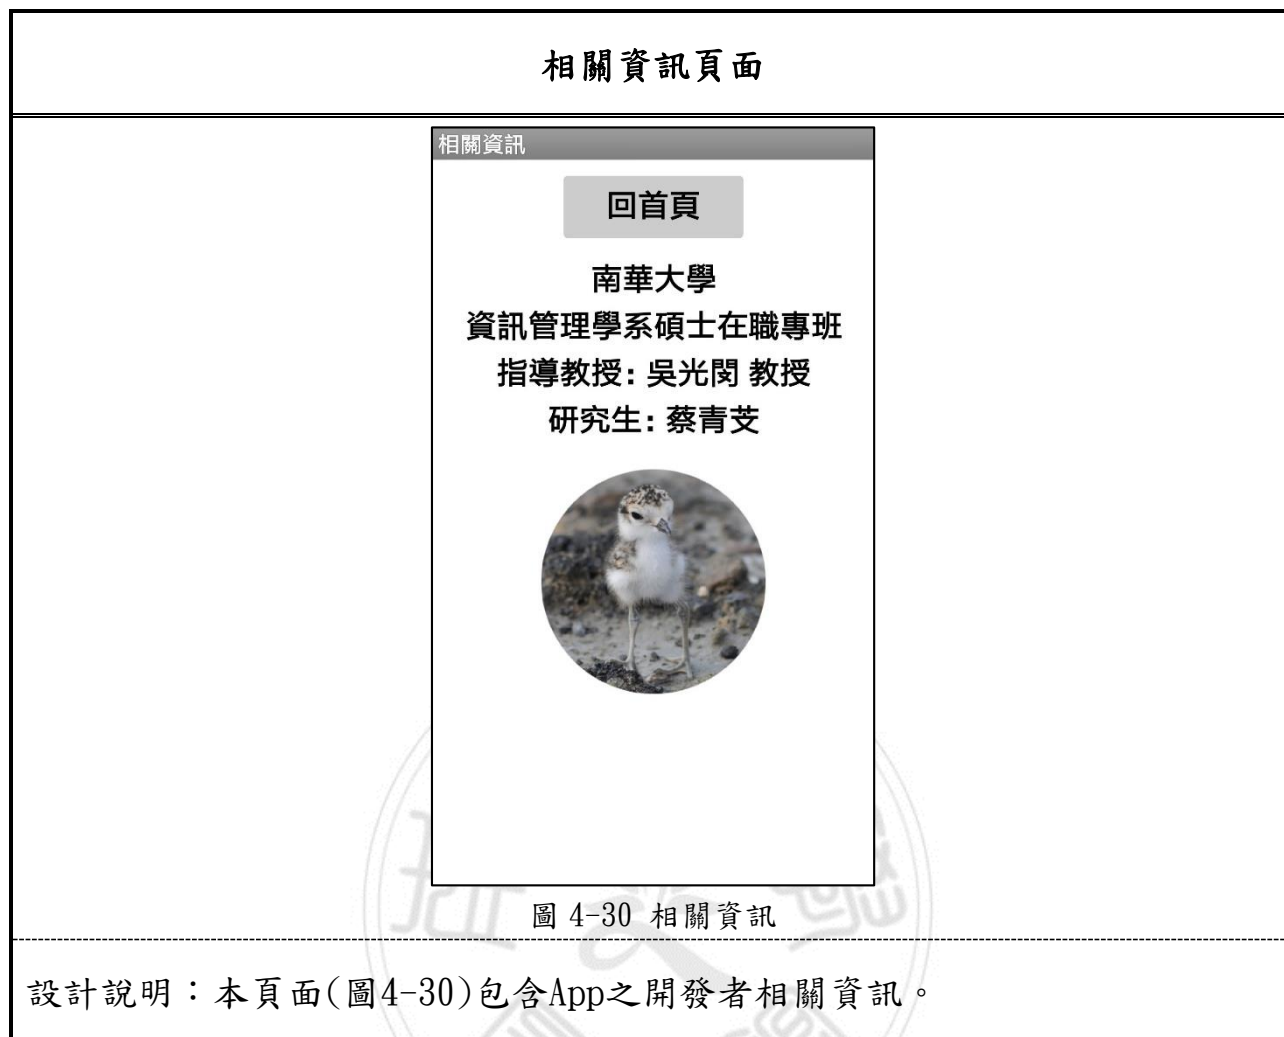 相關資訊頁面
相關資訊
回首頁
南華大學
資訊管理學系碩士在職專班
指導教授: 吳光閔 教授
研究生: 蔡青芠
圖 4-30 相關資訊
設計說明：本頁面(圖4-30)包含App之開發者相關資訊。